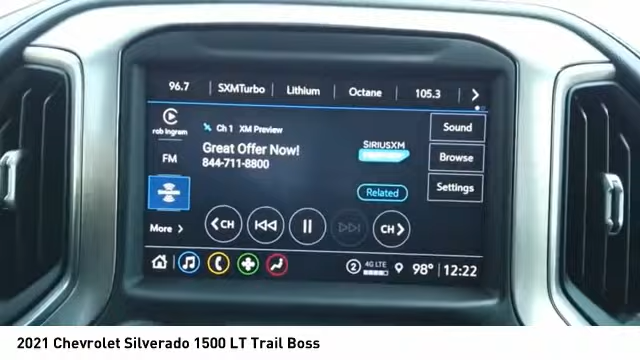 96.7 SXMTurbo Lithium Octane 105.3
rob ingram
Ch 1 XM Preview
Great Offer Now!
844-711-8800
SIRIUSXM
Sound
FM
Browse
Related
Settings
More
CH
CH
2 4G LTE 98° 12:22
2021 Chevrolet Silverado 1500 LT Trail Boss